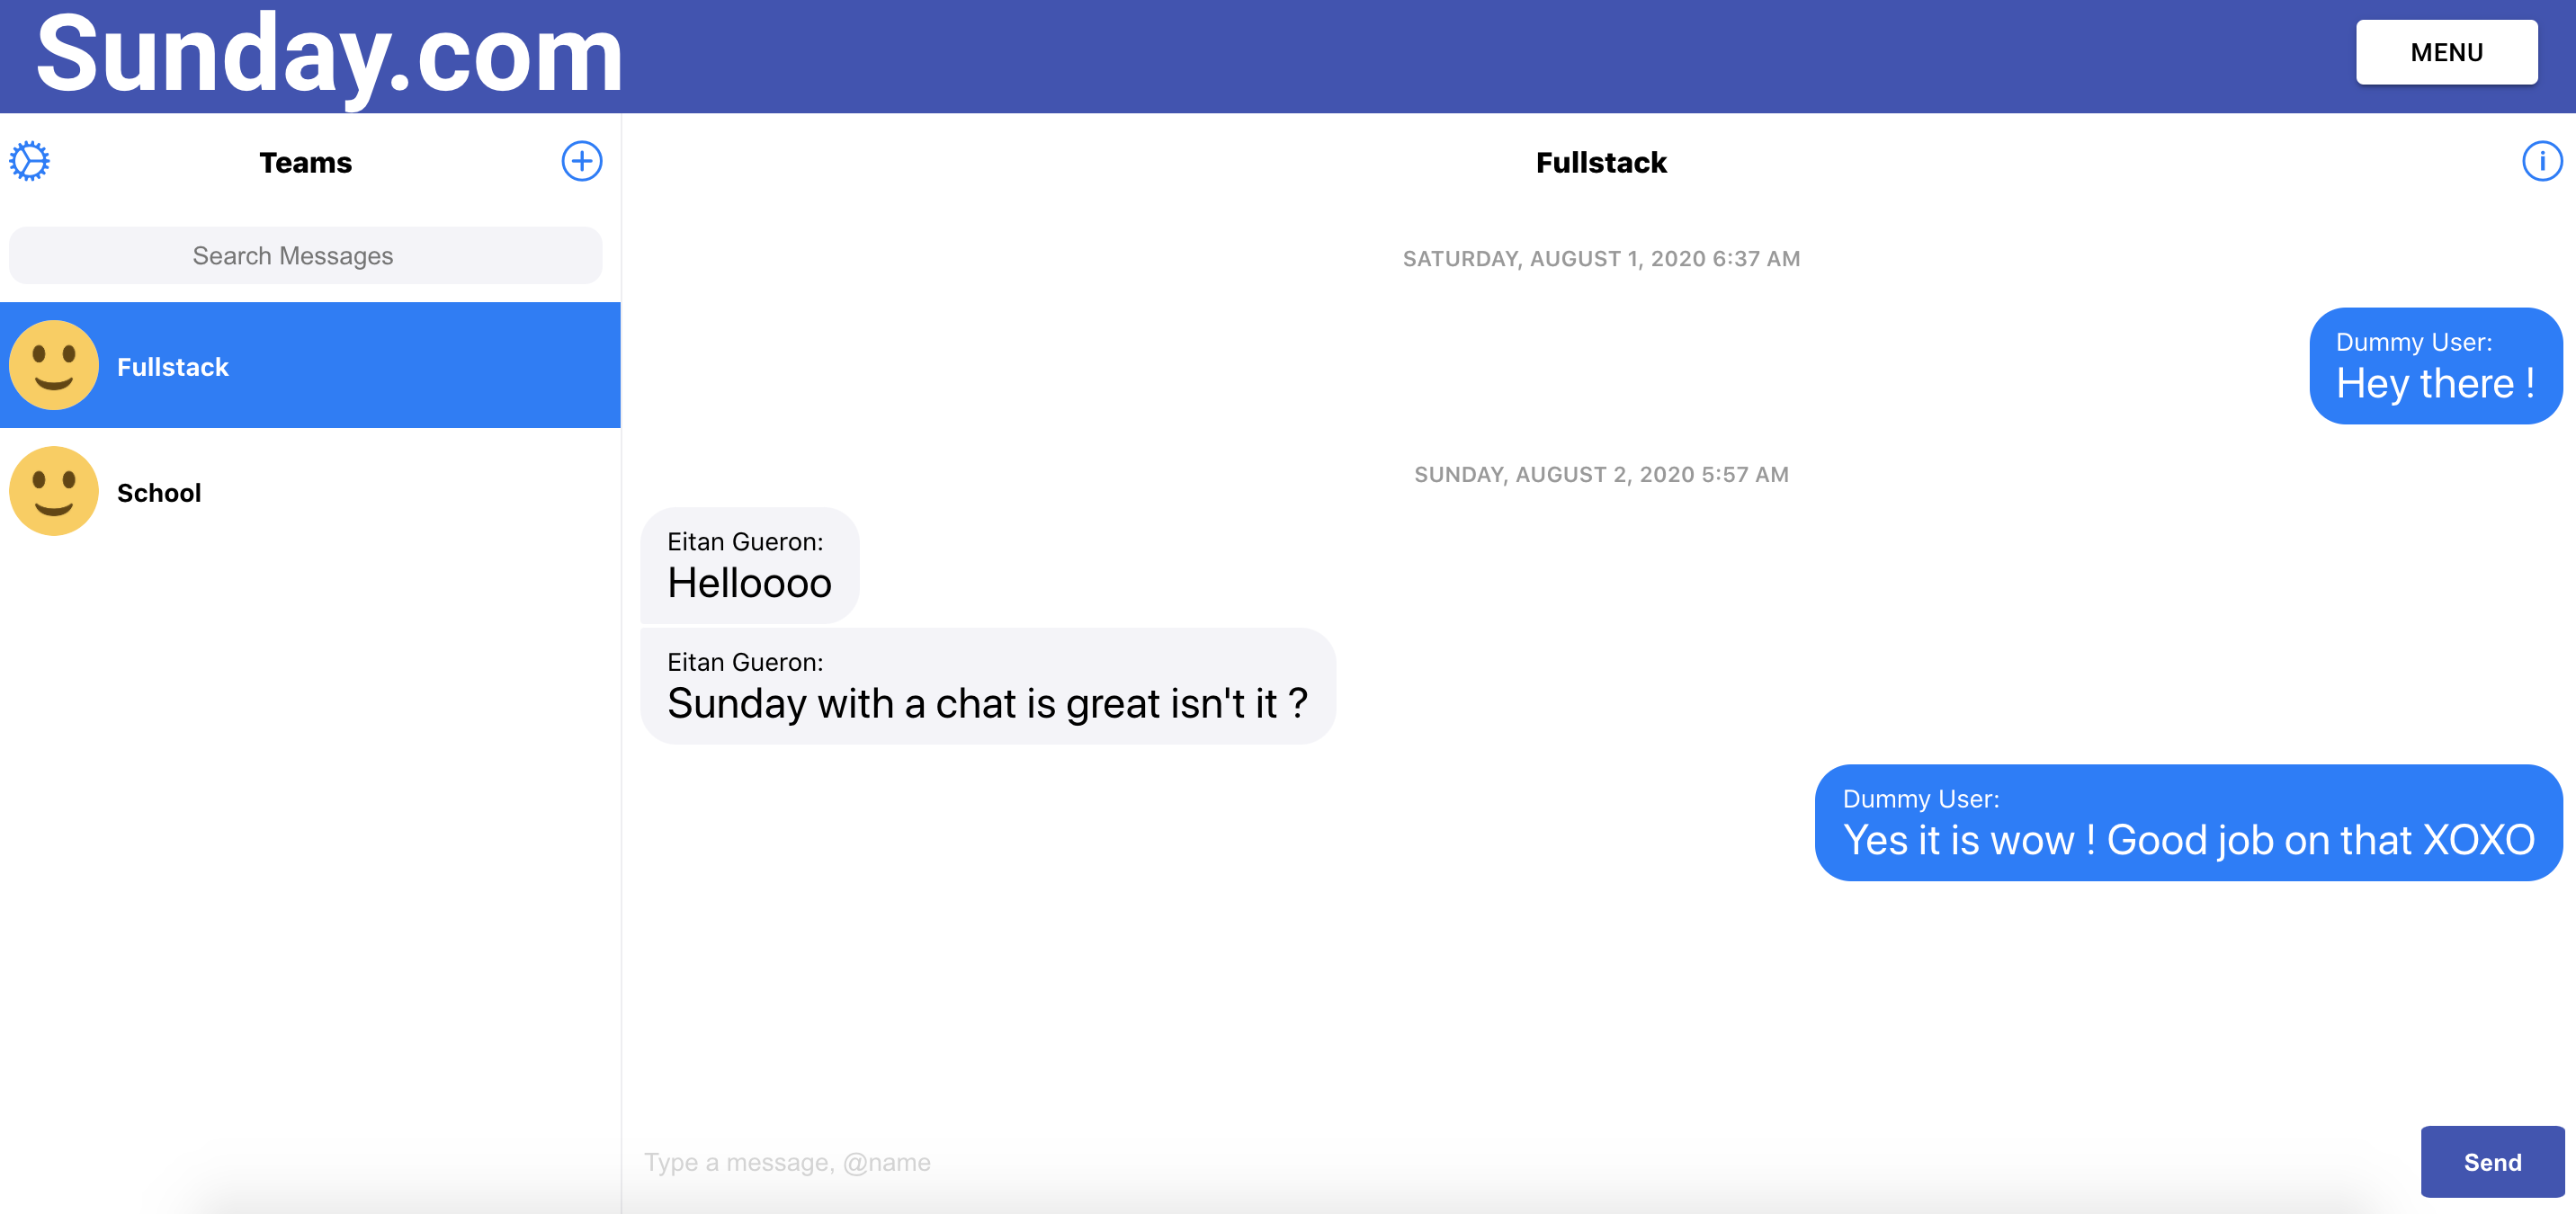 Sunday.com
MENU
Teams
Search Messages
Fullstack
School
Fullstack
SATURDAY, AUGUST 1, 2020 6:37 AM
Dummy User:
Hey there !
SUNDAY, AUGUST 2, 2020 5:57 AM
Eitan Gueron:
Helloooo
Eitan Gueron:
Sunday with a chat is great isn't it ?
Dummy User:
Yes it is wow ! Good job on that XOXO
Type a message, @name
Send